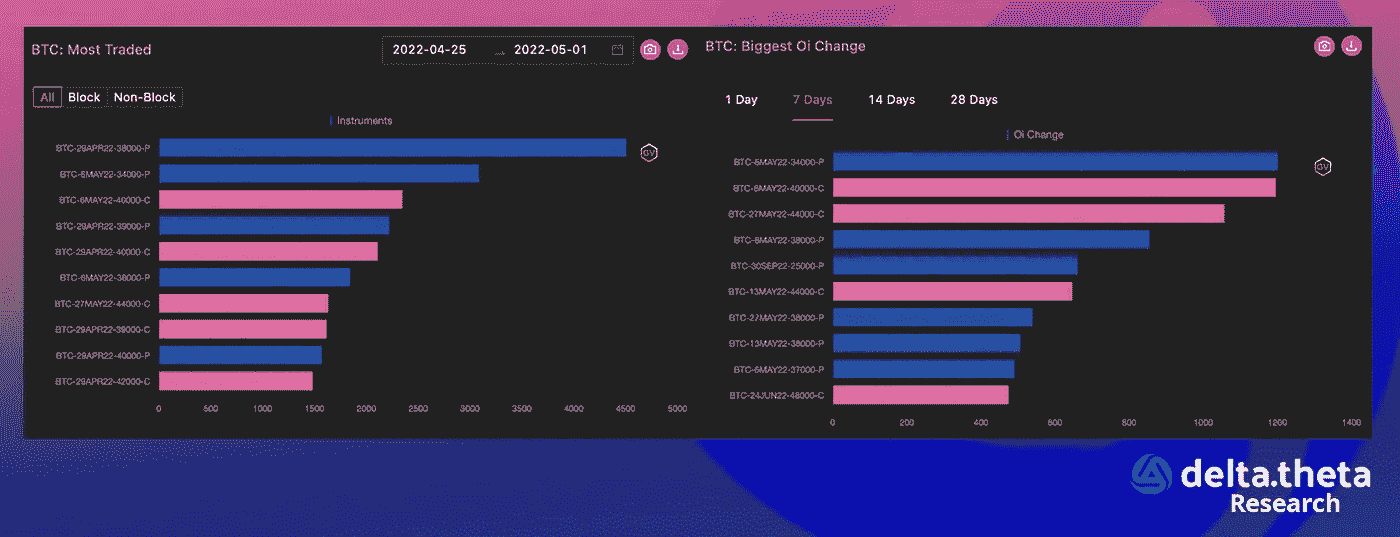 BTC: Most Traded
2022-04-25 → 2022-05-01
All Block Non-Block
Instruments
BTC-29APR22-38000-P
BTC-6MAY22-34000-P
BTC-6MAY22-40000-C
BTC-29APR22-39000-P
BTC-29APR22-40000-C
BTC-6MAY22-38000-P
BTC-27MAY22-44000-C
BTC-29APR22-39000-C
BTC-29APR22-40000-P
BTC-29APR22-42000-C
GV
0 500 1000 1500 2000 2500 3000 3500 4000 4500 5000
BTC: Biggest Oi Change
1 Day 7 Days 14 Days 28 Days
Oi Change
BTC-6MAY22-34000-P
BTC-6MAY22-40000-C
BTC-27MAY22-44000-C
BTC-6MAY22-38000-P
BTC-30SEP22-25000-P
BTC-13MAY22-44000-C
BTC-27MAY22-38000-P
BTC-13MAY22-38000-P
BTC-6MAY22-37000-P
BTC-24JUN22-48000-C
GV
0 200 400 600 800 1000 1200 1400
delta.theta
Research